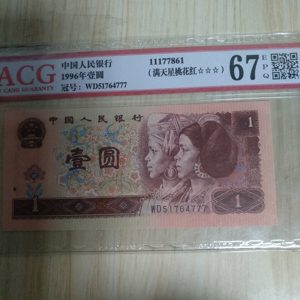 ACG
中国人民银行
1996年壹圆
冠号：WD51764777
11177861
（满天星桃花红☆☆☆）
67
EPQ
中国人民银行
1
壹圆
WD51764777
1
1